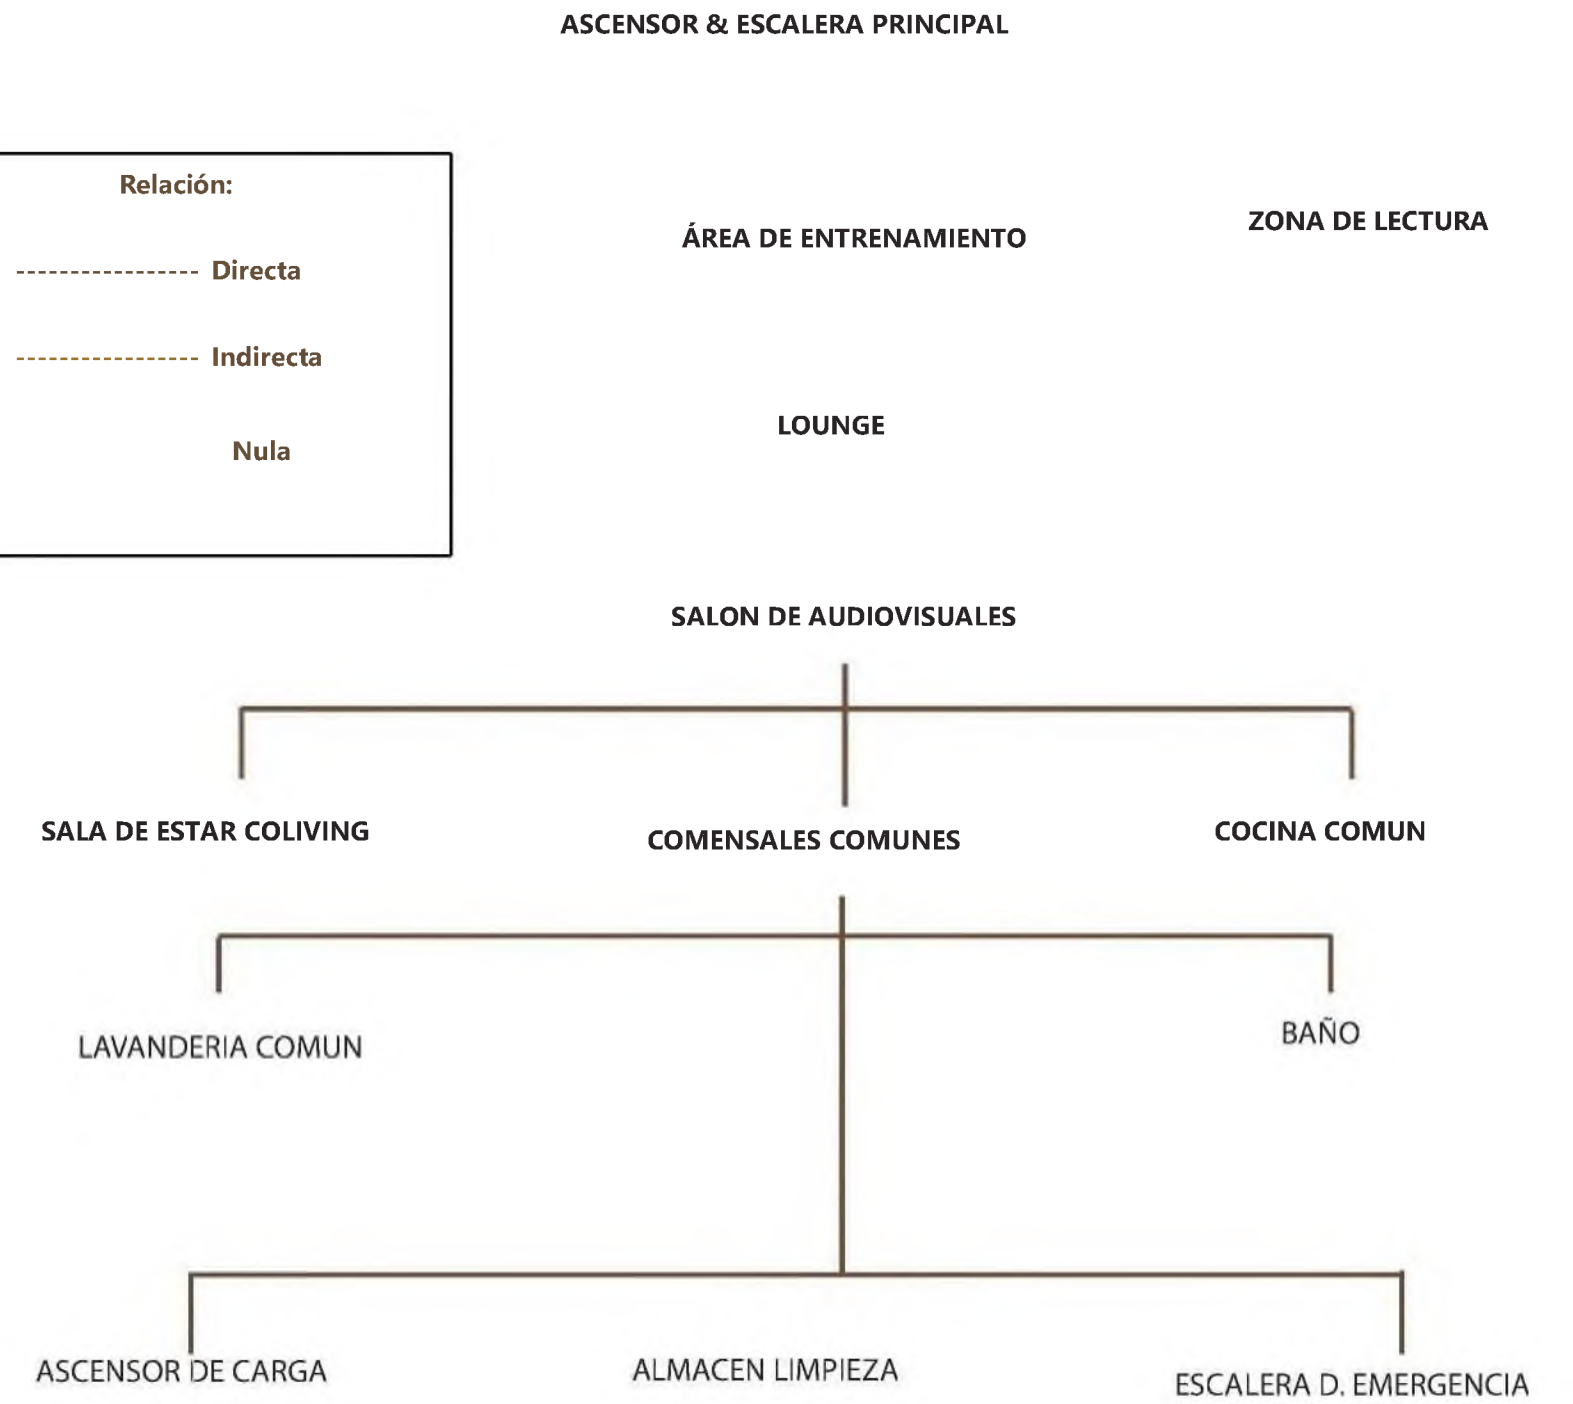 ASCENSOR & ESCALERA PRINCIPAL
Relación:
Directa
Indirecta
Nula
ÁREA DE ENTRENAMIENTO
ZONA DE LECTURA
LOUNGE
SALON DE AUDIOVISUALES
SALA DE ESTAR COLIVING
COMENSALES COMUNES
COCINA COMUN
LAVANDERIA COMUN
BAÑO
ASCENSOR DE CARGA
ALMACEN LIMPIEZA
ESCALERA D. EMERGENCIA